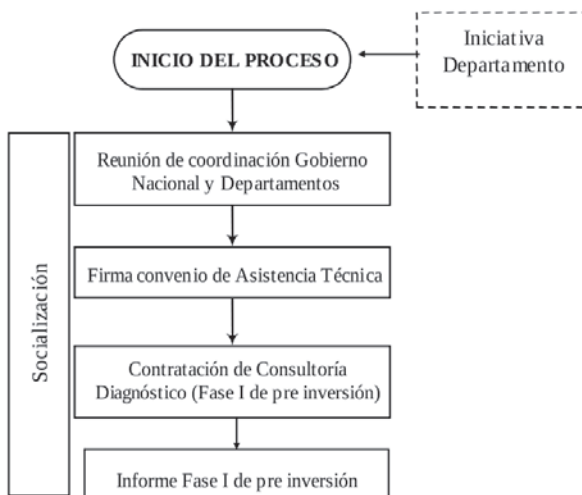 INICIO DEL PROCESO
Iniciativa
Departamento
Socialización
Reunión de coordinación Gobierno
Nacional y Departamentos
Firma convenio de Asistencia Técnica
Contratación de Consultoría
Diagnóstico (Fase I de pre inversión)
Informe Fase I de pre inversión